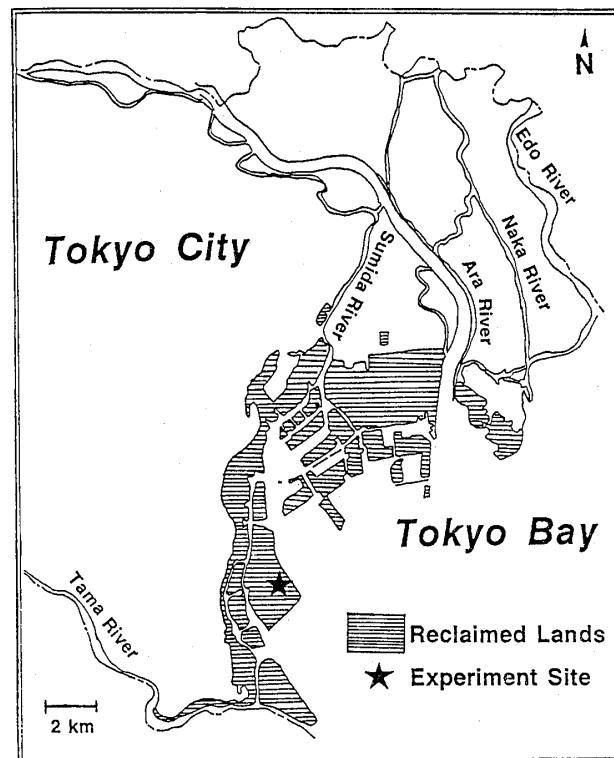 N
Edo River
Tokyo City
Sumida River
Naka River
Ara River
Tokyo Bay
Tama River
Reclaimed Lands
Experiment Site
2 km